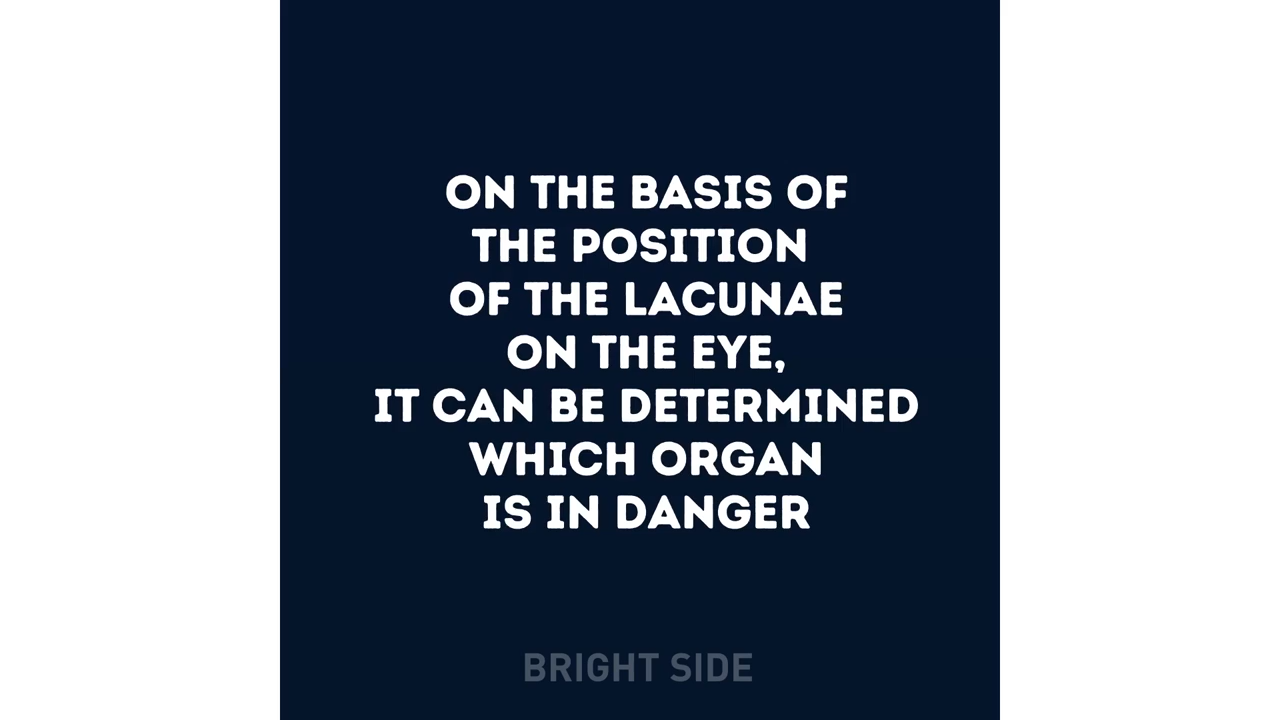 ON THE BASIS OF
THE POSITION
OF THE LACUNAE
ON THE EYE,
IT CAN BE DETERMINED
WHICH ORGAN
IS IN DANGER
BRIGHT SIDE